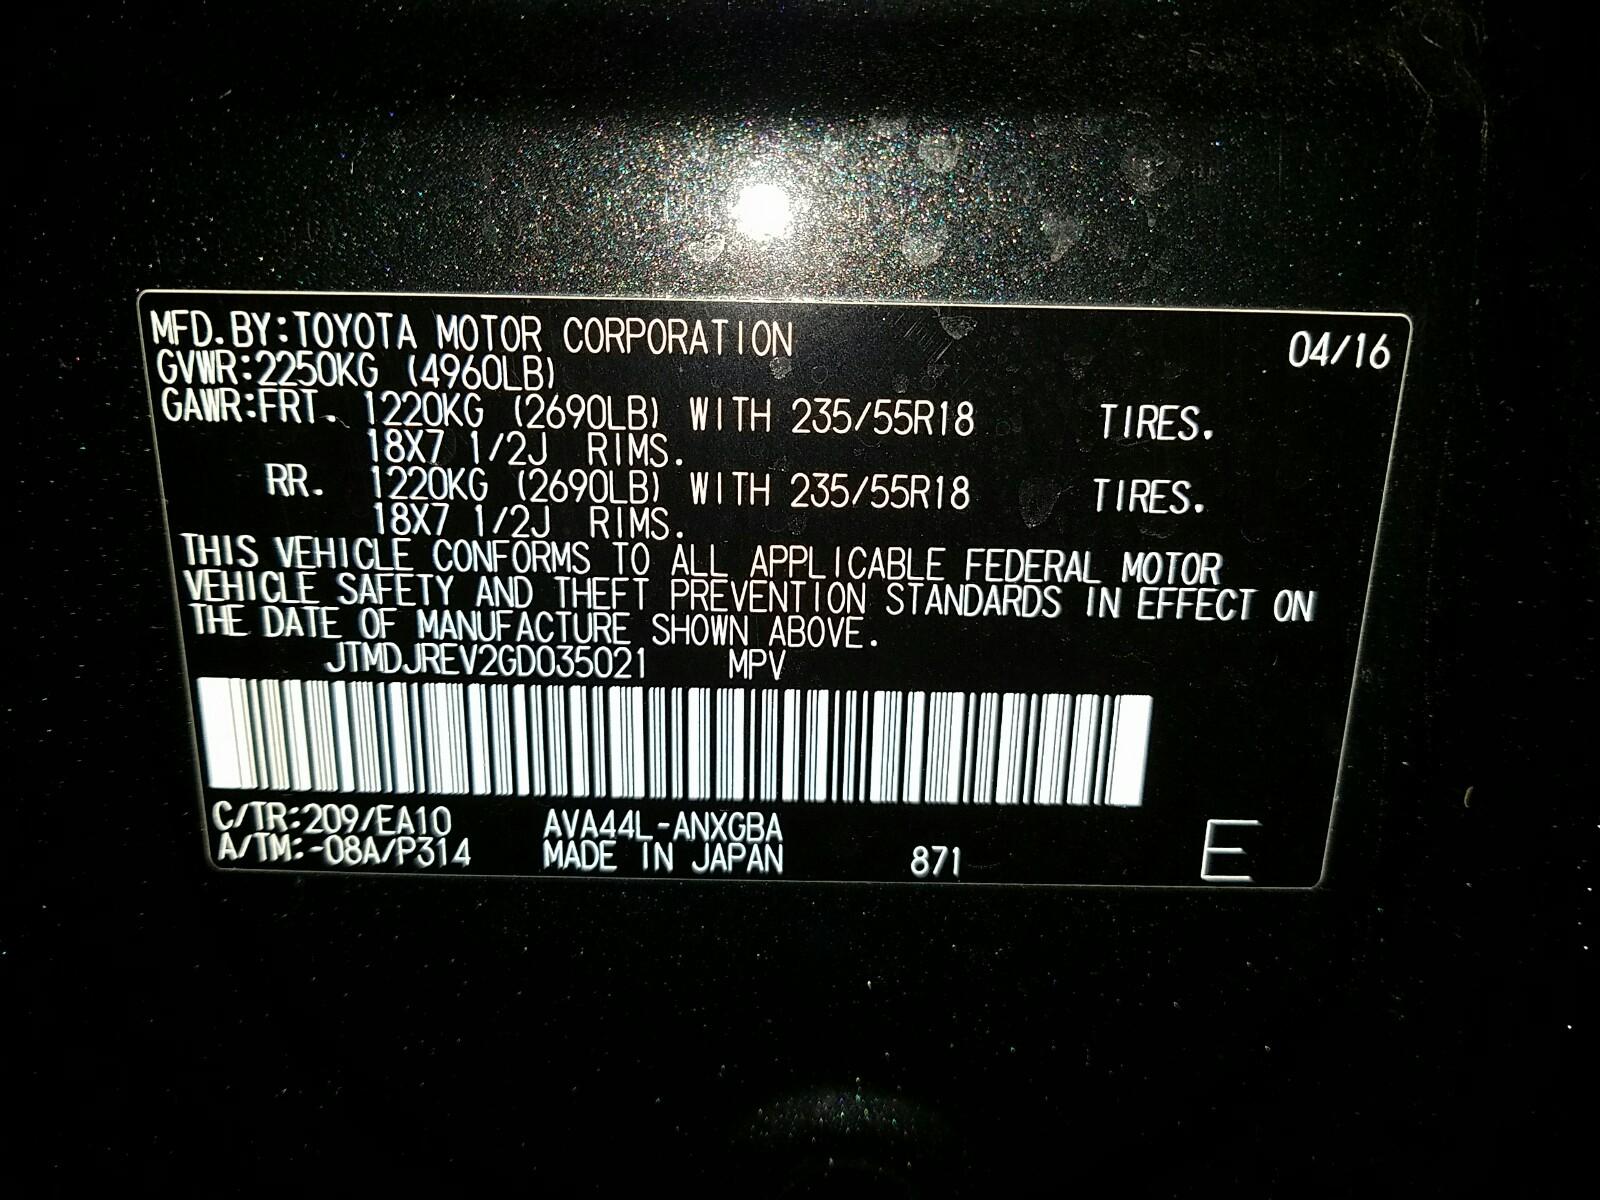 MFD.BY:TOYOTA MOTOR CORPORATION 04/16
GVWR:2250KG (4960LB)
GAWR:FRT. 1220KG (2690LB) WITH 235/55R18 TIRES.
18X7 1/2J RIMS.
RR. 1220KG (2690LB) WITH 235/55R18 TIRES.
18X7 1/2J RIMS.
THIS VEHICLE CONFORMS TO ALL APPLICABLE FEDERAL MOTOR
VEHICLE SAFETY AND THEFT PREVENTION STANDARDS IN EFFECT ON
THE DATE OF MANUFACTURE SHOWN ABOVE.
JTMDJREV2GD035021 MPV
C/TR:209/EA10 AVA44L-ANXGBA
A/TM:-08A/P314 MADE IN JAPAN 871 E